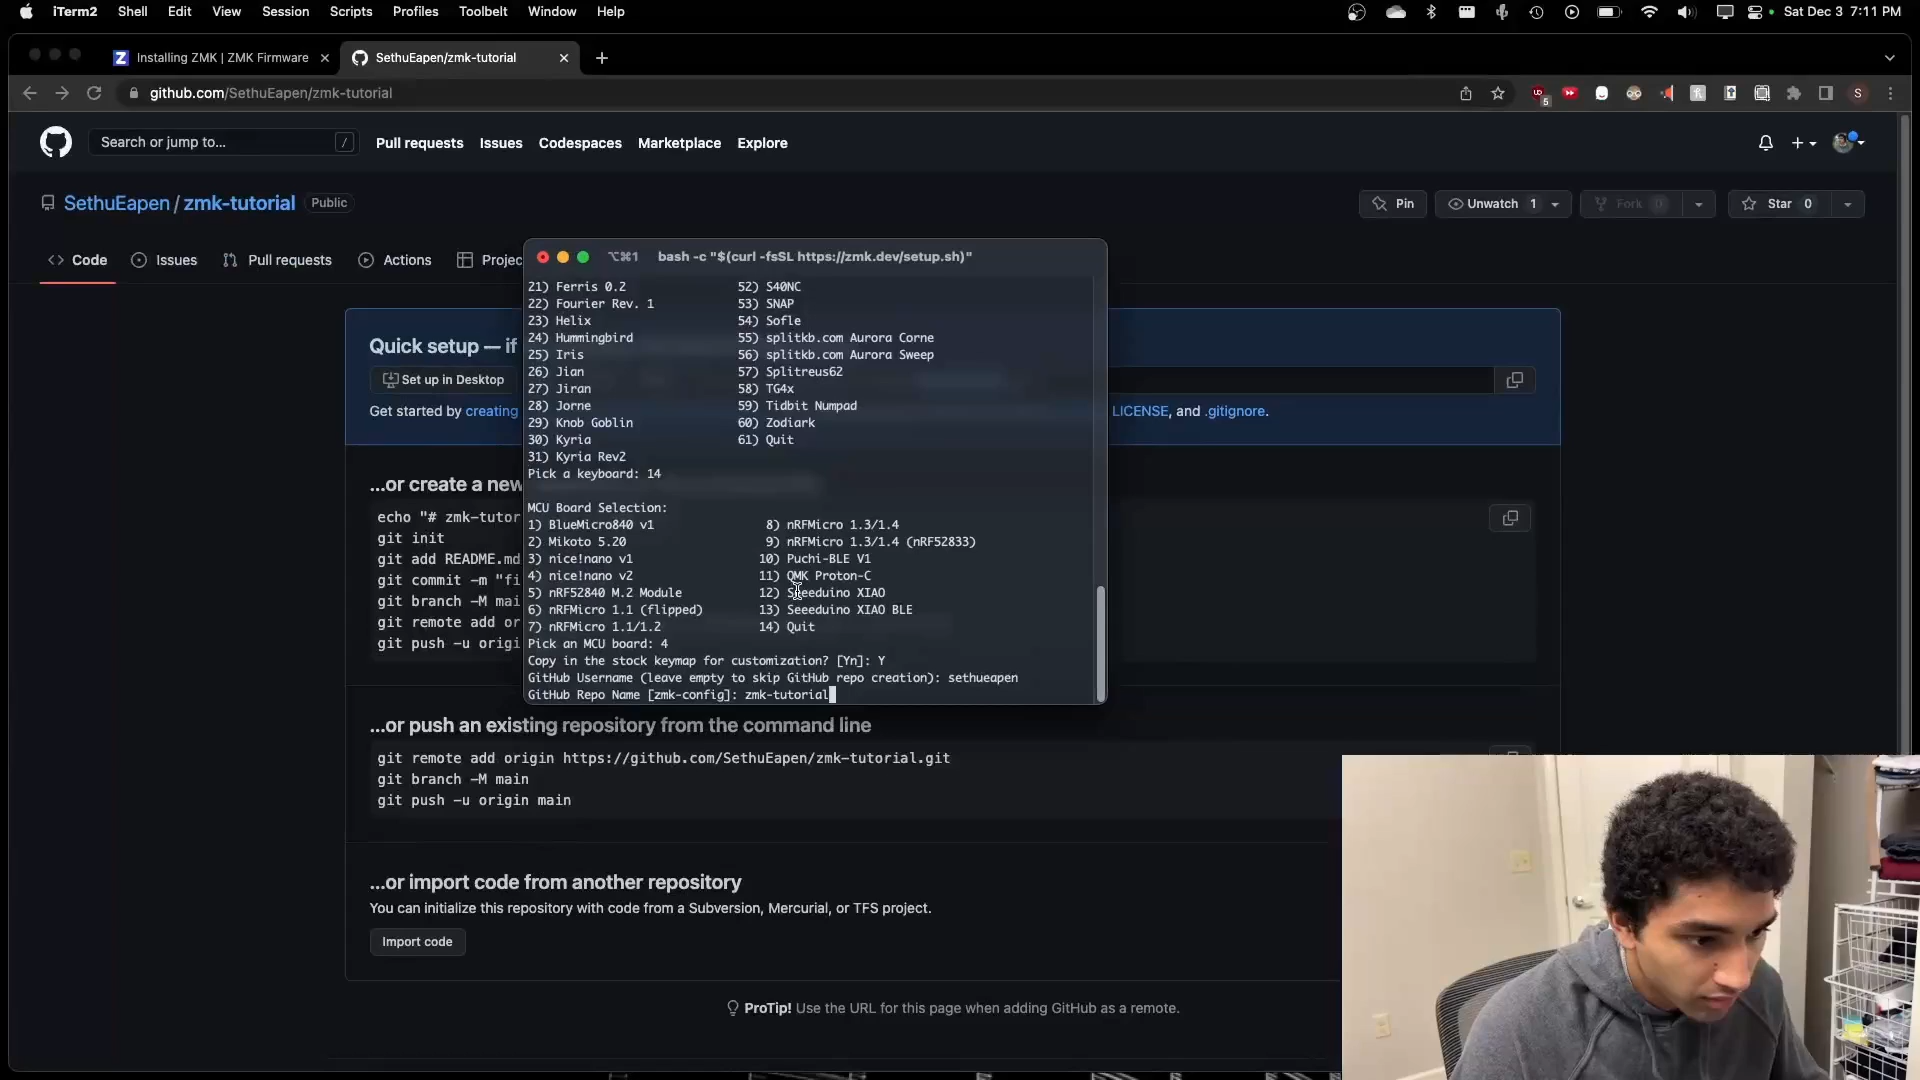 iTerm2 Shell Edit View Session Scripts Profiles Toolbelt Window Help Sat Dec 3 7:11 PM
Installing ZMK | ZMK Firmware SethuEapen/zmk-tutorial
github.com/SethuEapen/zmk-tutorial 5 S
Search or jump to... / Pull requests Issues Codespaces Marketplace Explore
SethuEapen / zmk-tutorial Public Pin Unwatch 1 Fork 0 Star 0
Code Issues Pull requests Actions Projec
⌥⌘1 bash -c "$(curl -fsSL https://zmk.dev/setup.sh)"
21) Ferris 0.2 52) S40NC
22) Fourier Rev. 1 53) SNAP
23) Helix 54) Sofle
24) Hummingbird 55) splitkb.com Aurora Corne
25) Iris 56) splitkb.com Aurora Sweep
26) Jian 57) Splitreus62
27) Jiran 58) TG4x
28) Jorne 59) Tidbit Numpad
29) Knob Goblin 60) Zodiark
30) Kyria 61) Quit
31) Kyria Rev2
Pick a keyboard: 14
MCU Board Selection:
1) BlueMicro840 v1 8) nRFMicro 1.3/1.4
2) Mikoto 5.20 9) nRFMicro 1.3/1.4 (nRF52833)
3) nice!nano v1 10) Puchi-BLE V1
4) nice!nano v2 11) QMK Proton-C
5) nRF52840 M.2 Module 12) Seeeduino XIAO
6) nRFMicro 1.1 (flipped) 13) Seeeduino XIAO BLE
7) nRFMicro 1.1/1.2 14) Quit
Pick an MCU board: 4
Copy in the stock keymap for customization? [Yn]: Y
GitHub Username (leave empty to skip GitHub repo creation): sethueapen
GitHub Repo Name [zmk-config]: zmk-tutorial
Quick setup — if
Set up in Desktop
Get started by creating LICENSE, and .gitignore.
...or create a new
echo "# zmk-tutor
git init
git add README.md
git commit -m "fi
git branch -M mai
git remote add or
git push -u origi
...or push an existing repository from the command line
git remote add origin https://github.com/SethuEapen/zmk-tutorial.git
git branch -M main
git push -u origin main
...or import code from another repository
You can initialize this repository with code from a Subversion, Mercurial, or TFS project.
Import code
ProTip! Use the URL for this page when adding GitHub as a remote.